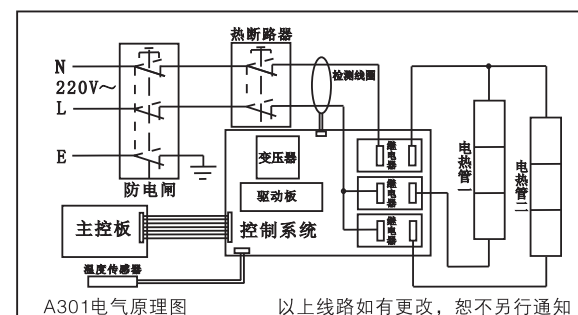 热断路器
N
220V～
L
E
检测线圈
防电闸
变压器
驱动板
控制系统
继电器
继电器
继电器
电热管一
电热管二
主控板
温度传感器
A301电气原理图
以上线路如有更改，恕不另行通知